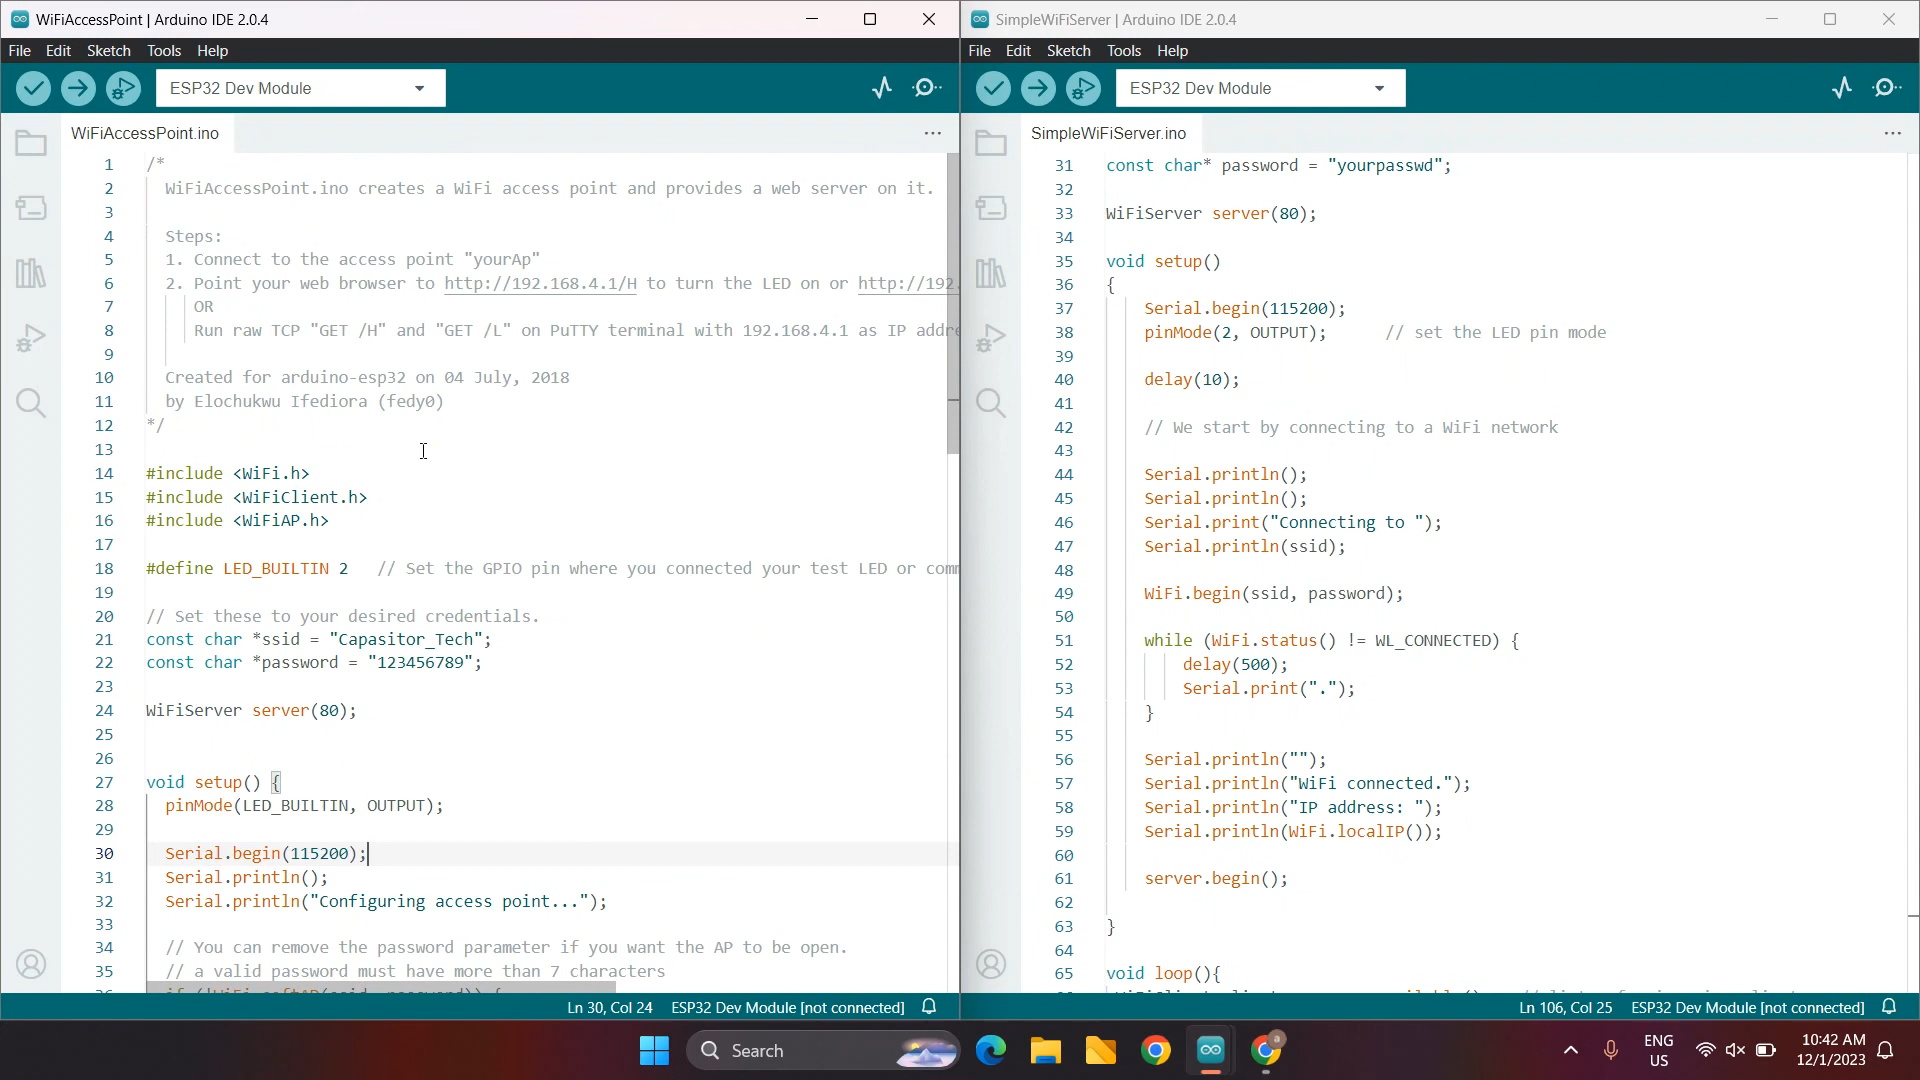 WiFiAccessPoint | Arduino IDE 2.0.4
File Edit Sketch Tools Help
ESP32 Dev Module
WiFiAccessPoint.ino
1 /*
2 WiFiAccessPoint.ino creates a WiFi access point and provides a web server on it.
3
4 Steps:
5 1. Connect to the access point "yourAp"
6 2. Point your web browser to http://192.168.4.1/H to turn the LED on or http://192.
7 OR
8 Run raw TCP "GET /H" and "GET /L" on PuTTY terminal with 192.168.4.1 as IP addre
9
10 Created for arduino-esp32 on 04 July, 2018
11 by Elochukwu Ifediora (fedy0)
12 */
13
14 #include <WiFi.h>
15 #include <WiFiClient.h>
16 #include <WiFiAP.h>
17
18 #define LED_BUILTIN 2 // Set the GPIO pin where you connected your test LED or comm
19
20 // Set these to your desired credentials.
21 const char *ssid = "Capasitor_Tech";
22 const char *password = "123456789";
23
24 WiFiServer server(80);
25
26
27 void setup() {
28 pinMode(LED_BUILTIN, OUTPUT);
29
30 Serial.begin(115200);
31 Serial.println();
32 Serial.println("Configuring access point...");
33
34 // You can remove the password parameter if you want the AP to be open.
35 // a valid password must have more than 7 characters
Ln 30, Col 24 ESP32 Dev Module [not connected]
SimpleWiFiServer | Arduino IDE 2.0.4
File Edit Sketch Tools Help
ESP32 Dev Module
SimpleWiFiServer.ino
31 const char* password = "yourpasswd";
32
33 WiFiServer server(80);
34
35 void setup()
36 {
37 Serial.begin(115200);
38 pinMode(2, OUTPUT); // set the LED pin mode
39
40 delay(10);
41
42 // We start by connecting to a WiFi network
43
44 Serial.println();
45 Serial.println();
46 Serial.print("Connecting to ");
47 Serial.println(ssid);
48
49 WiFi.begin(ssid, password);
50
51 while (WiFi.status() != WL_CONNECTED) {
52 delay(500);
53 Serial.print(".");
54 }
55
56 Serial.println("");
57 Serial.println("WiFi connected.");
58 Serial.println("IP address: ");
59 Serial.println(WiFi.localIP());
60
61 server.begin();
62
63 }
64
65 void loop(){
Ln 106, Col 25 ESP32 Dev Module [not connected]
Search
ENG
US
10:42 AM
12/1/2023